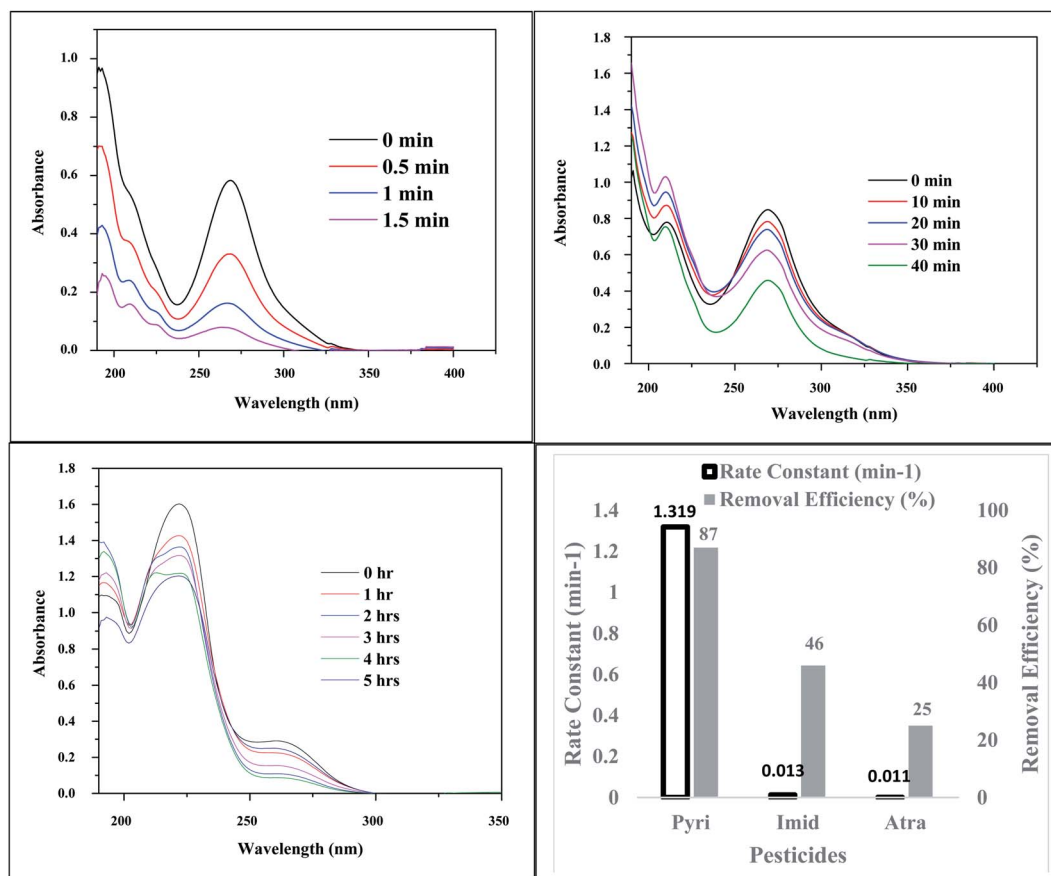 1.0
0.8
0.6
0.4
0.2
0.0
Absorbance
0 min
0.5 min
1 min
1.5 min
200 250 300 350 400
Wavelength (nm)
1.8
1.6
1.4
1.2
1.0
0.8
0.6
0.4
0.2
0.0
Absorbance
0 min
10 min
20 min
30 min
40 min
200 250 300 350 400
Wavelength (nm)
1.8
1.6
1.4
1.2
1.0
0.8
0.6
0.4
0.2
0.0
Absorbance
0 hr
1 hr
2 hrs
3 hrs
4 hrs
5 hrs
200 250 300 350
Wavelength (nm)
Rate Constant (min-1)
Removal Efficiency (%)
1.4
1.2
1
0.8
0.6
0.4
0.2
0
Rate Constant (min-1)
1.319
87
0.013
46
0.011
25
100
80
60
40
20
0
Removal Efficiency (%)
Pyri Imid Atra
Pesticides